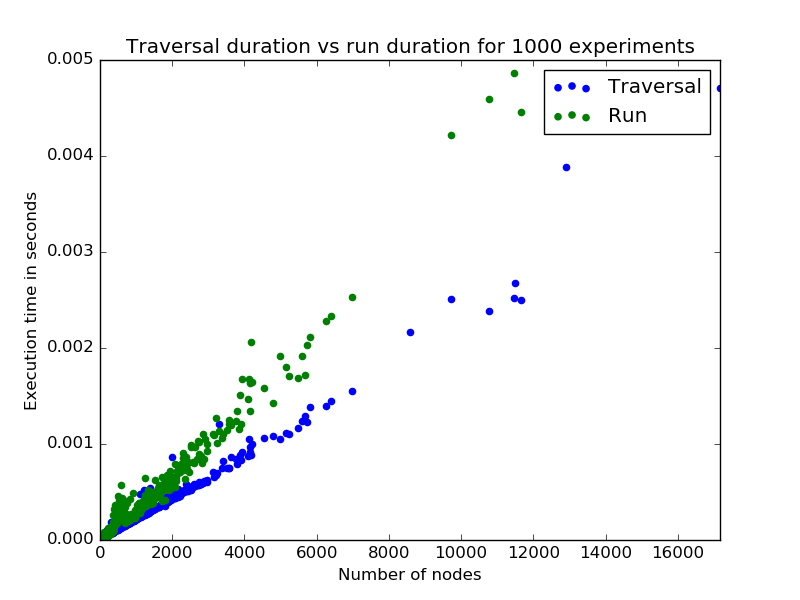 Traversal duration vs run duration for 1000 experiments
0.005
0.004
0.003
0.002
0.001
0.000
Execution time in seconds
Traversal
Run
0 2000 4000 6000 8000 10000 12000 14000 16000
Number of nodes